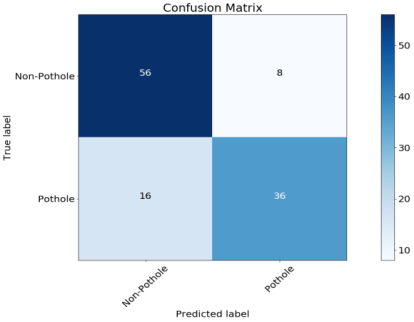 Confusion Matrix
True label
Non-Pothole
56
8
Pothole
16
36
Non-Pothole
Pothole
Predicted label
50
40
30
20
10